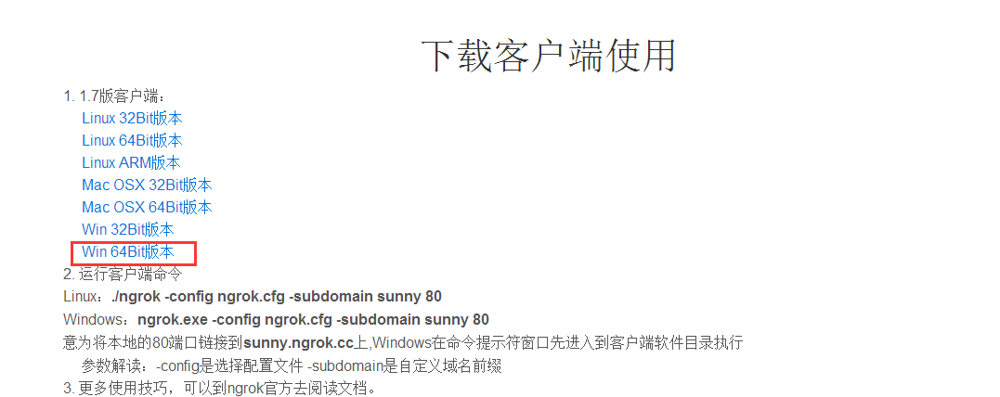 下载客户端使用
1. 1.7版客户端：
Linux 32Bit版本
Linux 64Bit版本
Linux ARM版本
Mac OSX 32Bit版本
Mac OSX 64Bit版本
Win 32Bit版本
Win 64Bit版本
2. 运行客户端命令
Linux：./ngrok -config ngrok.cfg -subdomain sunny 80
Windows：ngrok.exe -config ngrok.cfg -subdomain sunny 80
意为将本地的80端口链接到sunny.ngrok.cc上,Windows在命令提示符窗口先进入到客户端软件目录执行
参数解读：-config是选择配置文件 -subdomain是自定义域名前缀
3. 更多使用技巧，可以到ngrok官方去阅读文档。